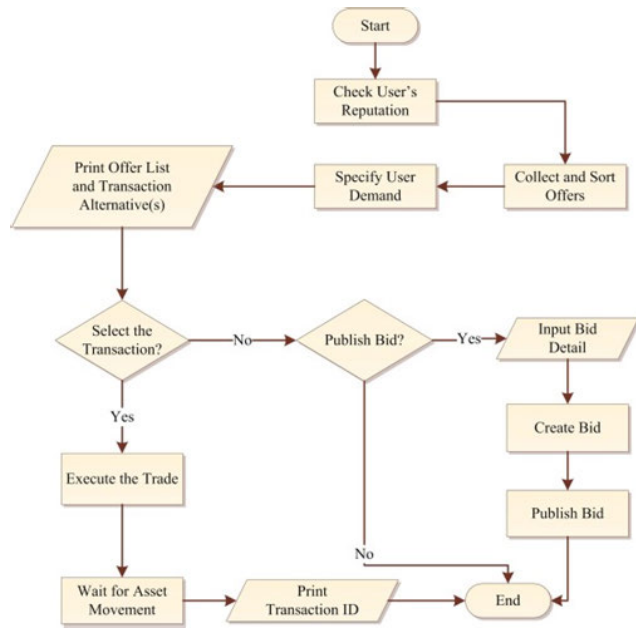 Start
Check User's
Reputation
Print Offer List
and Transaction
Alternative(s)
Specify User
Demand
Collect and Sort
Offers
Select the
Transaction?
No
Publish Bid?
Yes
Input Bid
Detail
Yes
Create Bid
Execute the Trade
Publish Bid
No
Wait for Asset
Movement
Print
Transaction ID
End